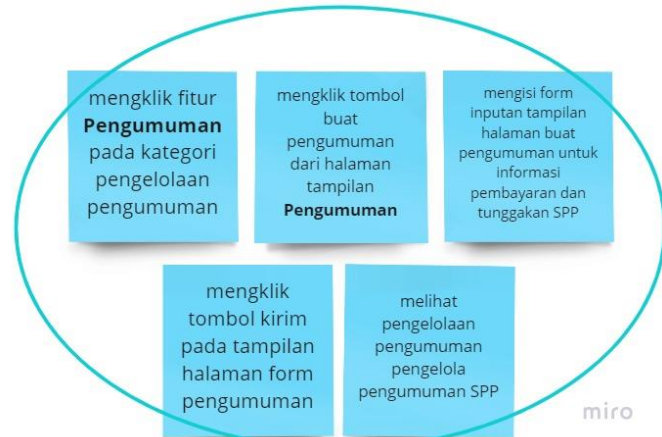 mengklik fitur
Pengumuman
pada kategori
pengelolaan
pengumuman
mengklik tombol
buat
pengumuman
dari halaman
tampilan
Pengumuman
mengisi form
inputan tampilan
halaman buat
pengumuman untuk
informasi
pembayaran dan
tunggakan SPP
mengklik
tombol kirim
pada tampilan
halaman form
pengumuman
melihat
pengelolaan
pengumuman
pengelola
pengumuman SPP
miro